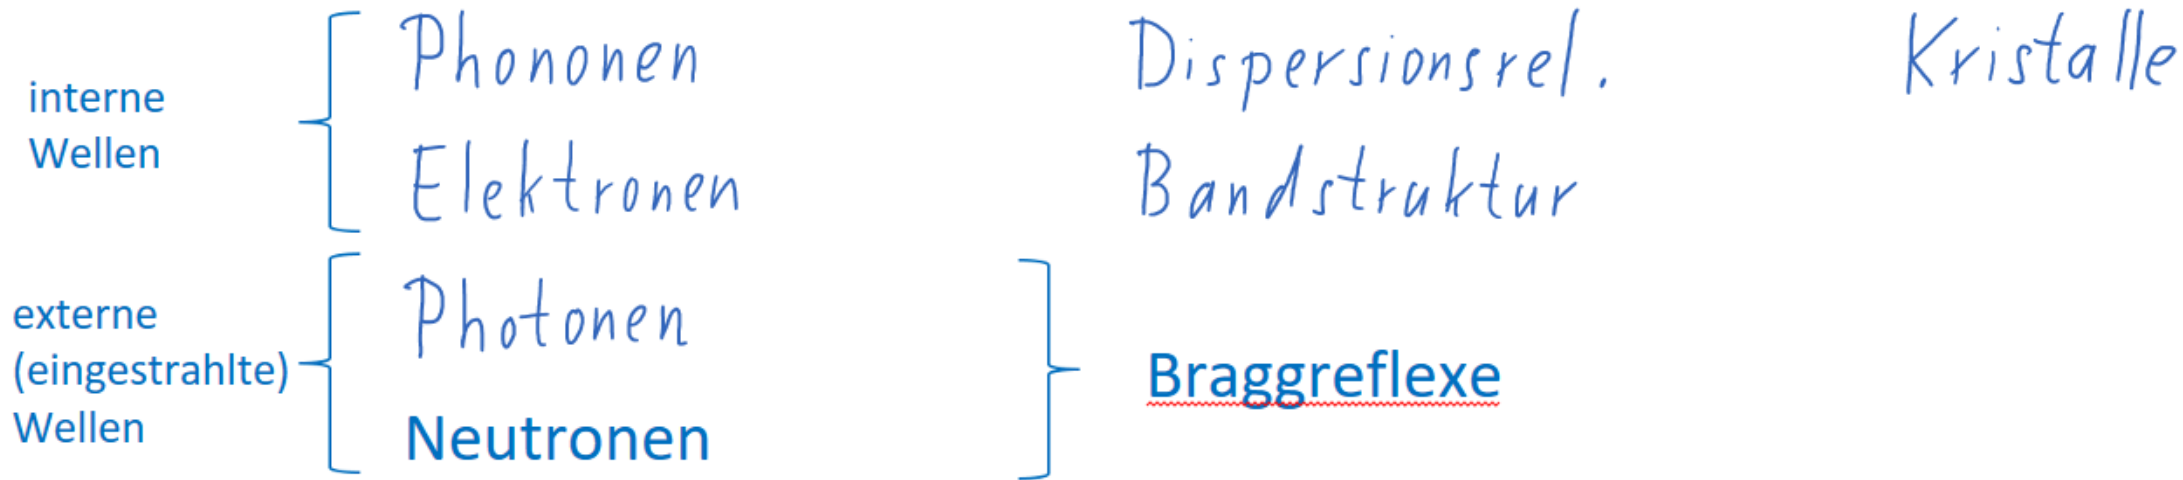 Phononen Dispersionsrel. Kristalle
interne
Wellen
Elektronen Bandstruktur
Photonen
externe
(eingestrahlte)
Wellen
Braggreflexe
Neutronen